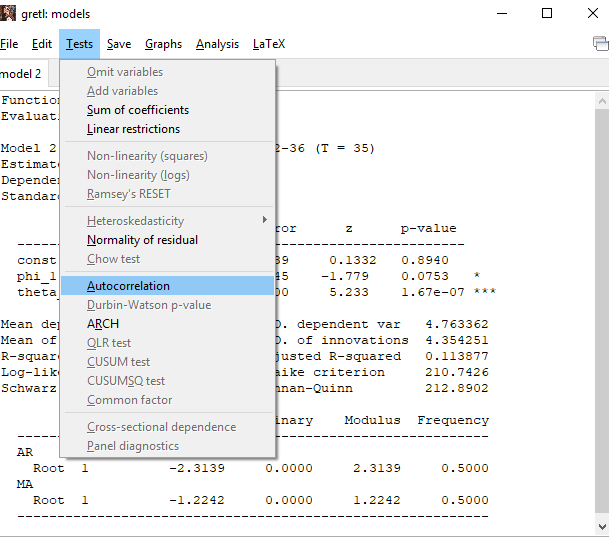 gretl: models
File Edit Tests Save Graphs Analysis LaTeX
model 2
Omit variables
Add variables
Sum of coefficients
Linear restrictions
Non-linearity (squares)
Non-linearity (logs)
Ramsey's RESET
Heteroskedasticity
Normality of residual
Chow test
Autocorrelation
Durbin-Watson p-value
ARCH
QLR test
CUSUM test
CUSUMSQ test
Common factor
Cross-sectional dependence
Panel diagnostics
Function
Evaluati
Model 2 2-36 (T = 35)
Estimate
Depender
Standard
ror z p-value
const 39 0.1332 0.8940
phi_1 45 -1.779 0.0753 *
theta_ 00 5.233 1.67e-07 ***
Mean dep D. dependent var 4.763362
Mean of D. of innovations 4.354251
R-square justed R-squared 0.113877
Log-like aike criterion 210.7426
Schwarz nnan-Quinn 212.8902
inary Modulus Frequency
AR
Root 1 -2.3139 0.0000 2.3139 0.5000
MA
Root 1 -1.2242 0.0000 1.2242 0.5000